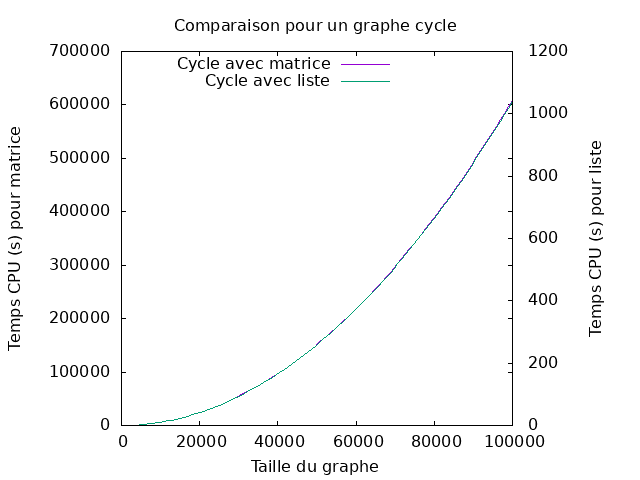 Comparaison pour un graphe cycle
Cycle avec matrice
Cycle avec liste
Temps CPU (s) pour matrice
700000
600000
500000
400000
300000
200000
100000
0
1200
1000
800
600
400
200
0
Temps CPU (s) pour liste
0 20000 40000 60000 80000 100000
Taille du graphe